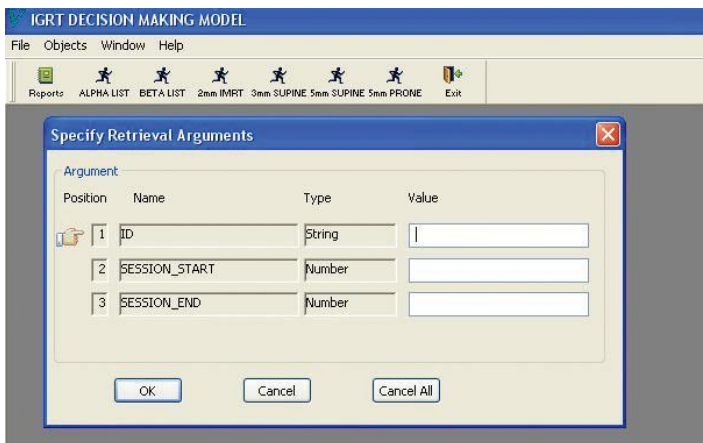 IGRT DECISION MAKING MODEL
File Objects Window Help
Reports ALPHA LIST BETA LIST 2mm IMRT 3mm SUPINE 5mm SUPINE 5mm PRONE Exit
Specify Retrieval Arguments
Argument
Position Name Type Value
1 ID String
2 SESSION_START Number
3 SESSION_END Number
OK Cancel Cancel All